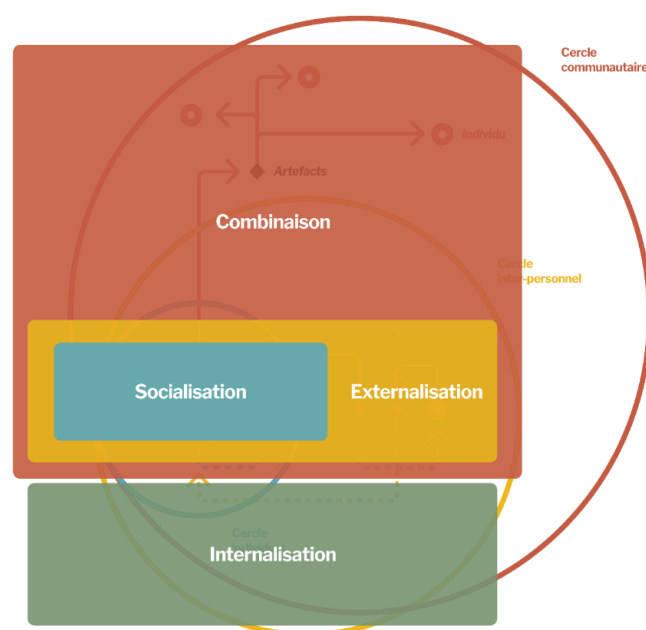 Cercle
communautaire
Individu
Artefacts
Combinaison
Cercle
Inter-personnel
Socialisation
Externalisation
Cercle
Internalisation